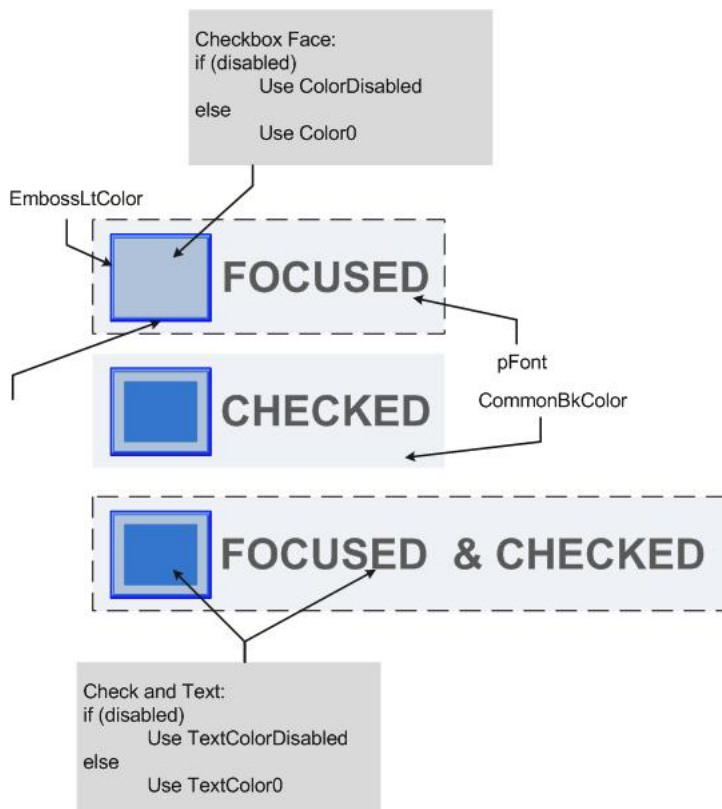 Checkbox Face:
if (disabled)
Use ColorDisabled
else
Use Color0
EmbossLtColor
FOCUSED
pFont
CHECKED
CommonBkColor
FOCUSED & CHECKED
Check and Text:
if (disabled)
Use TextColorDisabled
else
Use TextColor0